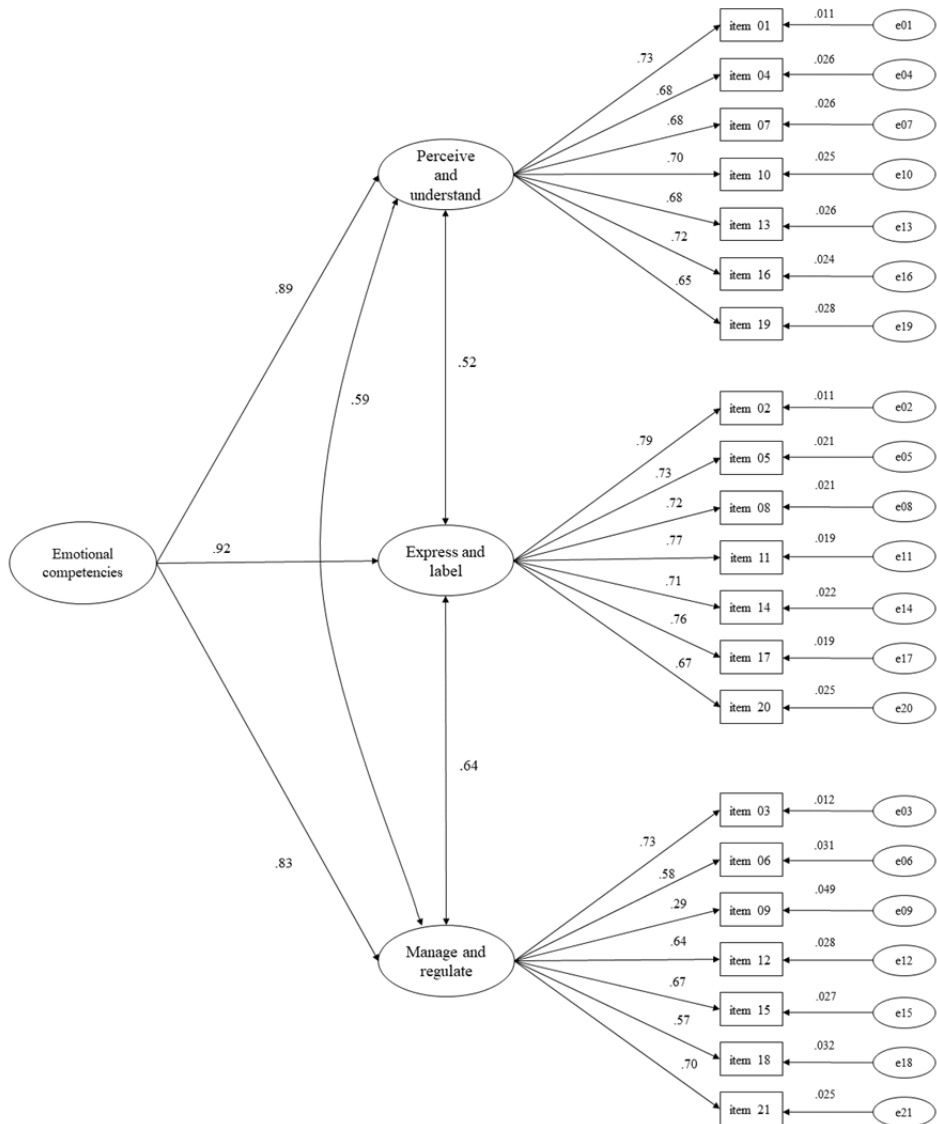 item 01
.011
e01
.73
item 04
.026
e04
.68
item 07
.026
e07
.68
Perceive
and
understand
item 10
.025
e10
.70
item 13
.026
e13
.68
item 16
.024
e16
.72
item 19
.028
e19
.65
.89
.59
.52
item 02
.011
e02
.79
item 05
.021
e05
.73
item 08
.021
e08
.72
Emotional
competencies
.92
Express and
label
item 11
.019
e11
.77
item 14
.022
e14
.71
item 17
.019
e17
.76
item 20
.025
e20
.67
.64
.83
item 03
.012
e03
.73
item 06
.031
e06
.58
item 09
.049
e09
.29
Manage and
regulate
item 12
.028
e12
.64
item 15
.027
e15
.67
item 18
.032
e18
.57
item 21
.025
e21
.70